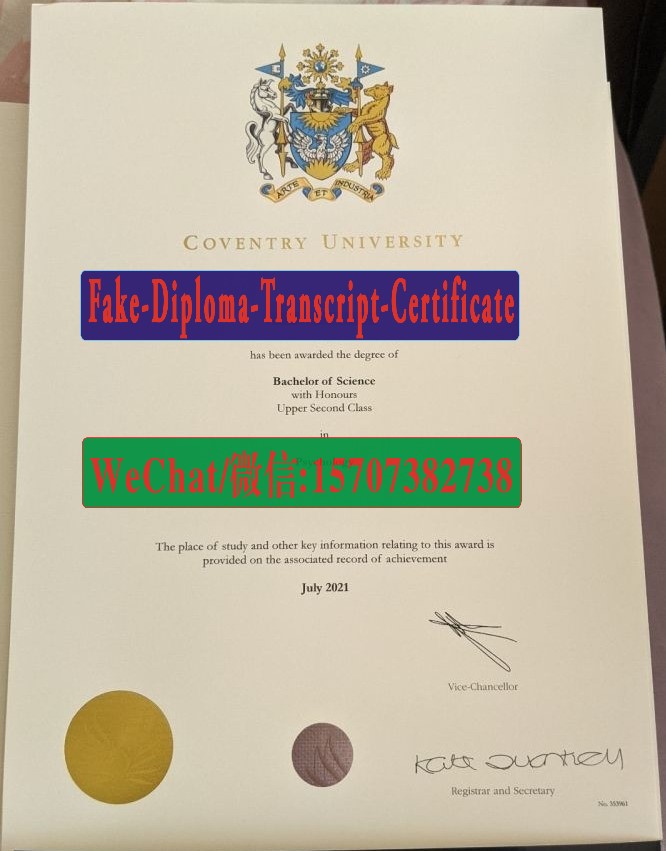 ARTE ET INDUSTRIA
COVENTRY UNIVERSITY
Fake-Diploma-Transcript-Certificate
has been awarded the degree of
Bachelor of Science
with Honours
Upper Second Class
in
WeChat/微信:15707382738
The place of study and other key information relating to this award is
provided on the associated record of achievement
July 2021
Vice-Chancellor
Registrar and Secretary
No. 353961